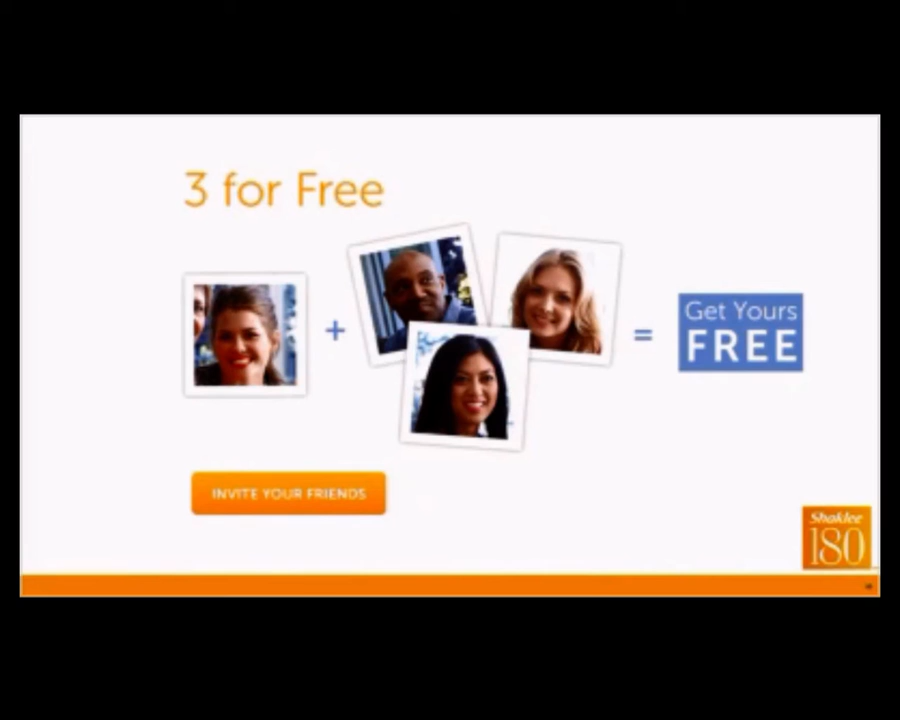 3 for Free
+
=
Get Yours
FREE
INVITE YOUR FRIENDS
Shaklee
180